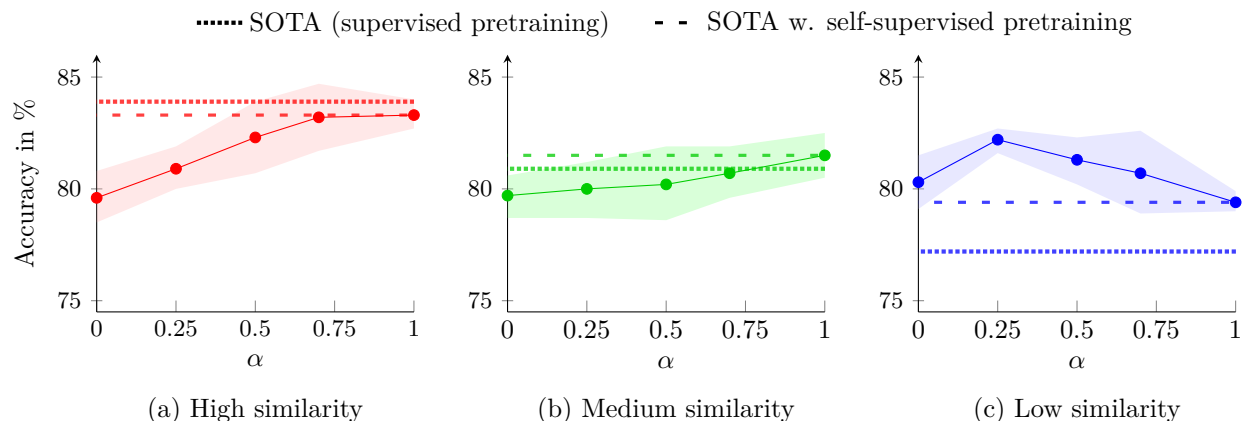 SOTA (supervised pretraining) SOTA w. self-supervised pretraining
Accuracy in %
85
80
75
0 0.25 0.5 0.75 1
α
(a) High similarity
85
80
75
0 0.25 0.5 0.75 1
α
(b) Medium similarity
85
80
75
0 0.25 0.5 0.75 1
α
(c) Low similarity